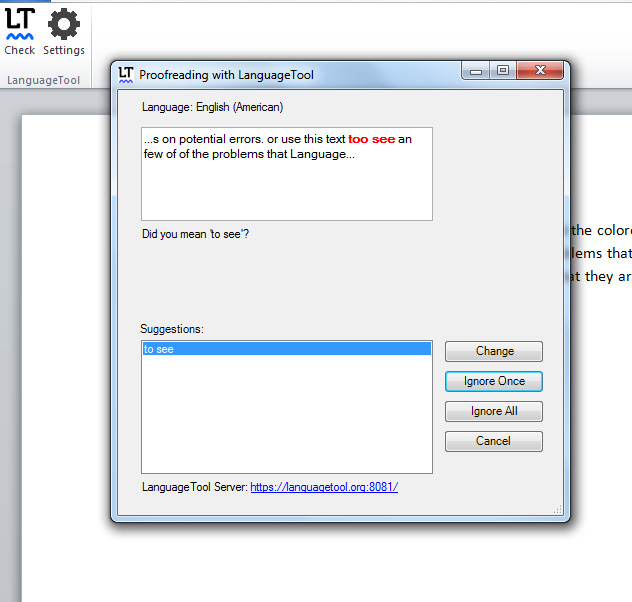 LT
Check Settings
LanguageTool
LT Proofreading with LanguageTool
Language: English (American)
...s on potential errors. or use this text too see an
few of of the problems that Language...
Did you mean 'to see'?
the colore
lems that
at they ar
Suggestions:
to see
Change
Ignore Once
Ignore All
Cancel
LanguageTool Server: https://languagetool.org:8081/